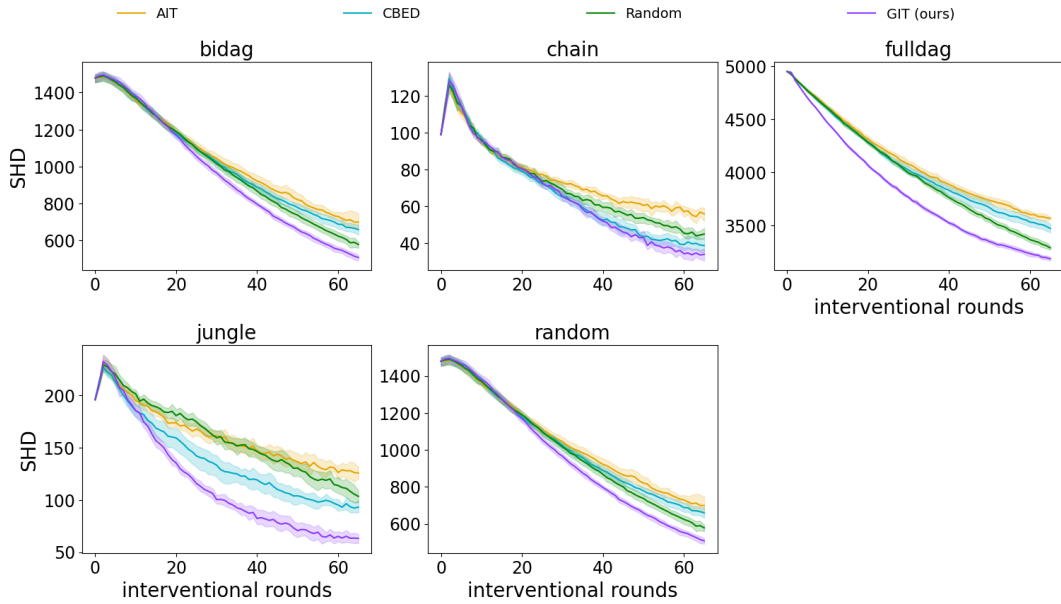 AIT CBED Random GIT (ours)
bidag chain fulldag
1400
1200
1000
800
600
SHD
0 20 40 60
120
100
80
60
40
0 20 40 60
5000
4500
4000
3500
0 20 40 60
interventional rounds
jungle random
200
150
100
50
SHD
0 20 40 60
interventional rounds
1400
1200
1000
800
600
0 20 40 60
interventional rounds